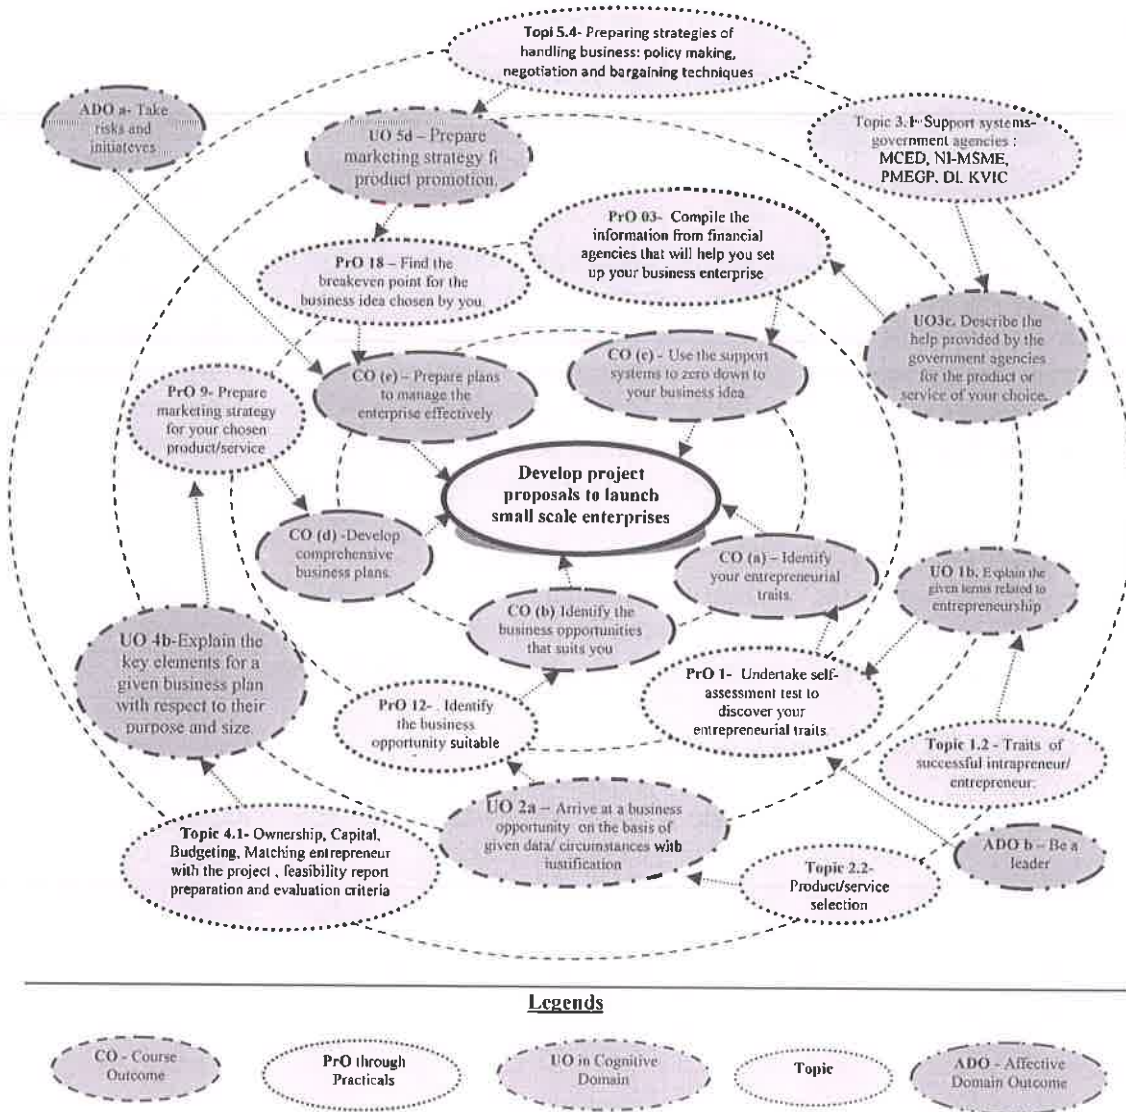 Topi 5.4- Preparing strategies of
handling business: policy making,
negotiation and bargaining techniques
ADO a- Take
risks and
initiateves
UO 5d – Prepare
marketing strategy f
product promotion.
Topic 3. Support systems-
government agencies :
MCED, NI-MSME,
PMEGP, DI, KVIC
PrO 03- Compile the
information from financial
agencies that will help you set
up your business enterprise
PrO 18 – Find the
breakeven point for the
business idea chosen by you.
UO3c. Describe the
help provided by the
government agencies
for the product or
service of your choice.
CO (e) – Prepare plans
to manage the
enterprise effectively
CO (c) - Use the support
systems to zero down to
your business idea
PrO 9- Prepare
marketing strategy
for your chosen
product/service
Develop project
proposals to launch
small scale enterprises
CO (d) -Develop
comprehensive
business plans.
CO (a) – Identify
your entrepreneurial
traits.
UO 1b. Explain the
given terms related to
entrepreneurship
CO (b) Identify the
business opportunities
that suits you
UO 4b-Explain the
key elements for a
given business plan
with respect to their
purpose and size.
PrO 1- Undertake self-
assessment test to
discover your
entrepreneurial traits
PrO 12- . Identify
the business
opportunity suitable
Topic 1.2 - Traits of
successful intrapreneur/
entrepreneur.
UO 2a – Arrive at a business
opportunity on the basis of
given data/ circumstances with
justification
Topic 4.1- Ownership, Capital,
Budgeting, Matching entrepreneur
with the project , feasibility report
preparation and evaluation criteria
ADO b – Be a
leader
Topic 2.2-
Product/service
selection
Legends
CO - Course
Outcome
PrO through
Practicals
UO in Cognitive
Domain
Topic
ADO - Affective
Domain Outcome